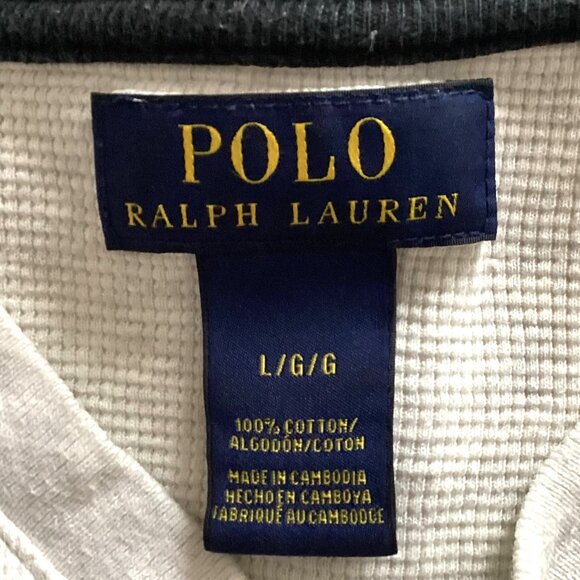 POLO
RALPH LAUREN
L/G/G
100% COTTON/
ALGODÓN/COTON
MADE IN CAMBODIA
HECHO EN CAMBOYA
FABRIQUÉ AU CAMBODGE